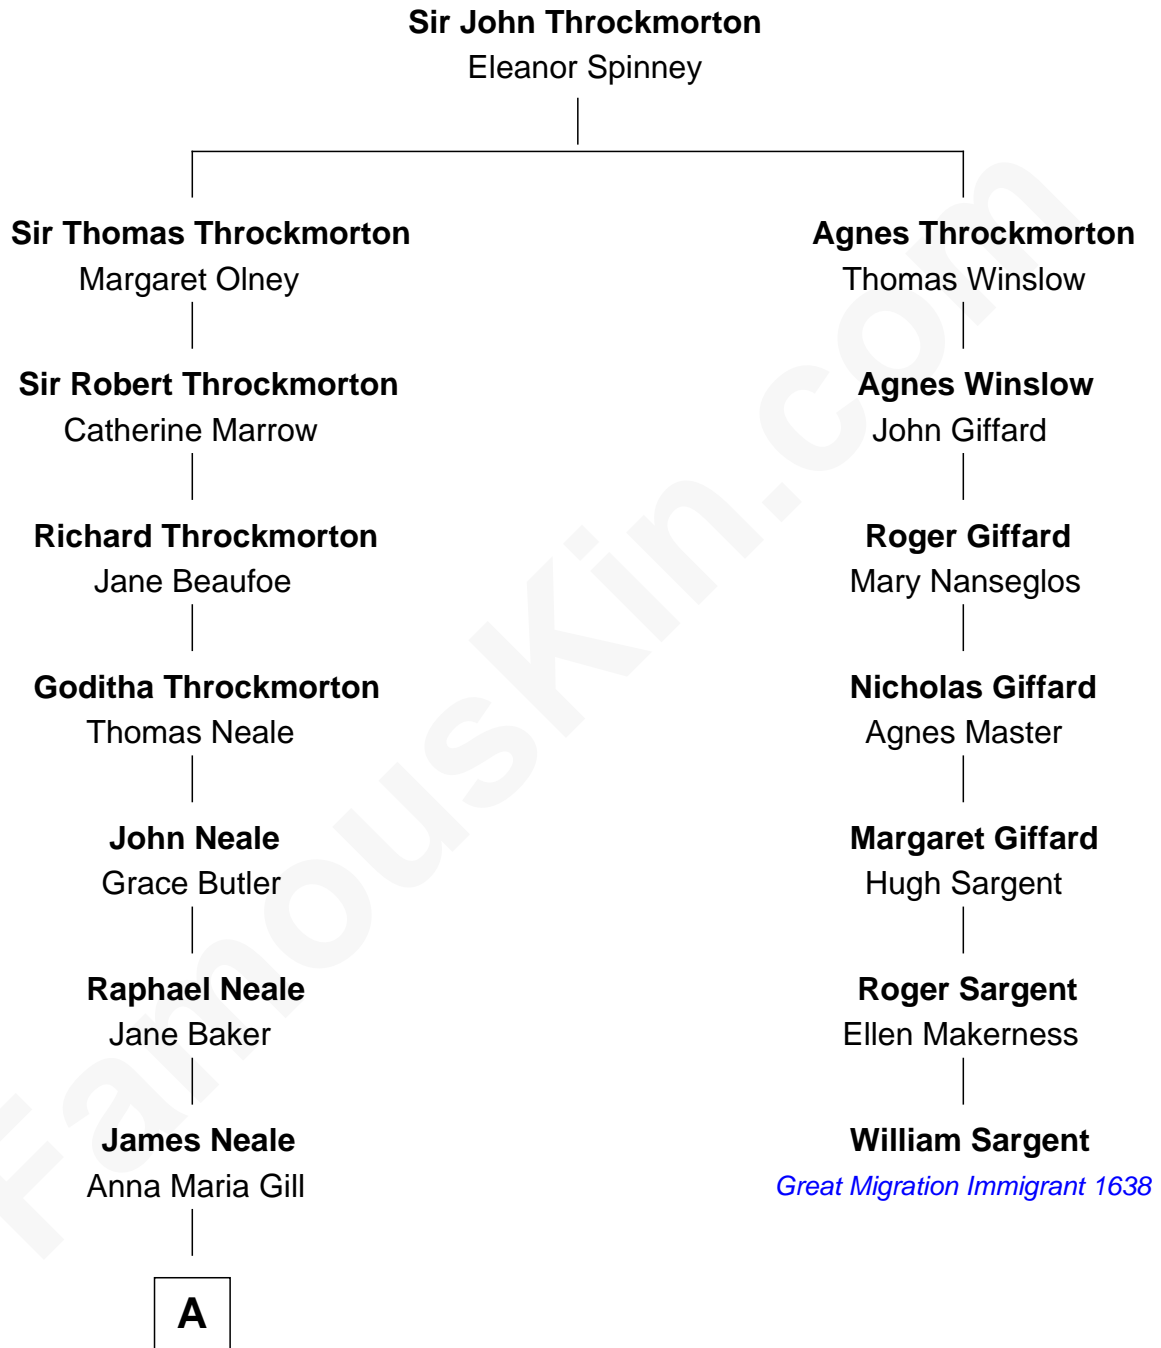 Sir John Throckmorton
Eleanor Spinney
Sir Thomas Throckmorton
Margaret Olney
Sir Robert Throckmorton
Catherine Marrow
Richard Throckmorton
Jane Beaufoe
Goditha Throckmorton
Thomas Neale
John Neale
Grace Butler
Raphael Neale
Jane Baker
James Neale
Anna Maria Gill
A
Agnes Throckmorton
Thomas Winslow
Agnes Winslow
John Giffard
Roger Giffard
Mary Nanseglos
Nicholas Giffard
Agnes Master
Margaret Giffard
Hugh Sargent
Roger Sargent
Ellen Makerness
William Sargent
Great Migration Immigrant 1638
FamousKin.com